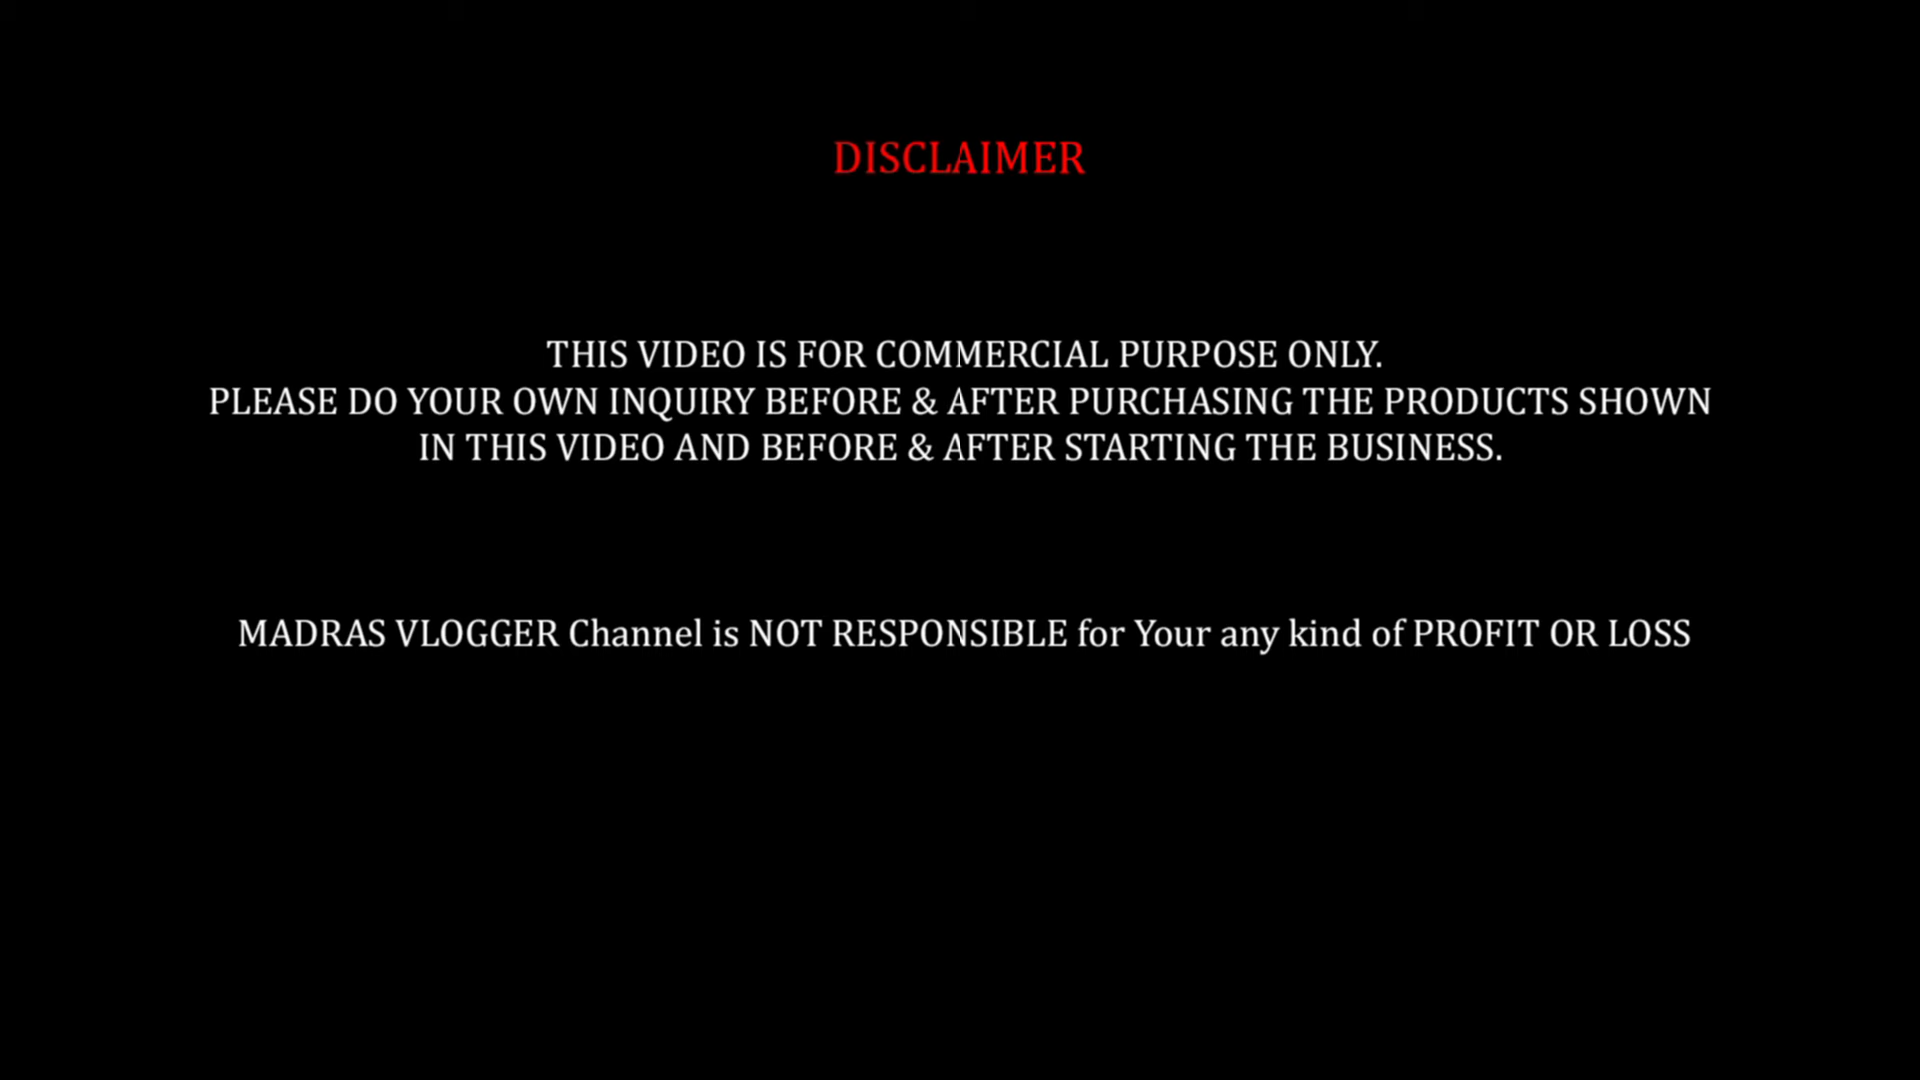 DISCLAIMER
THIS VIDEO IS FOR COMMERCIAL PURPOSE ONLY.
PLEASE DO YOUR OWN INQUIRY BEFORE & AFTER PURCHASING THE PRODUCTS SHOWN
IN THIS VIDEO AND BEFORE & AFTER STARTING THE BUSINESS.
MADRAS VLOGGER Channel is NOT RESPONSIBLE for Your any kind of PROFIT OR LOSS